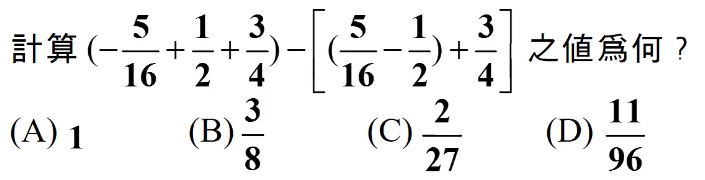 計算 (-5/16+1/2+3/4)-[(5/16-1/2)+3/4] 之值為何？
(A) 1 (B) 3/8 (C) 2/27 (D) 11/96